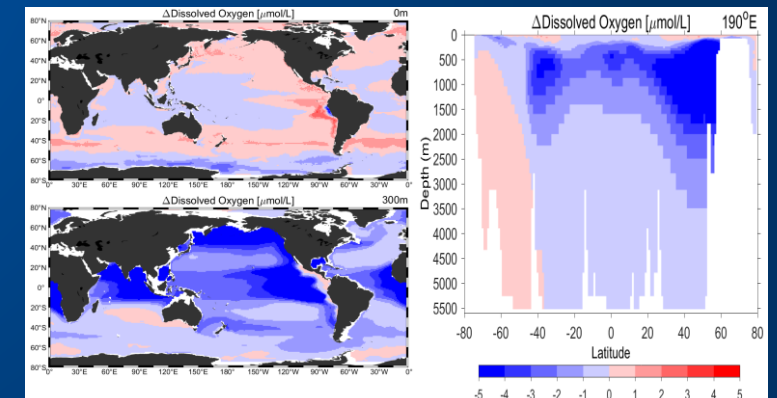 ΔDissolved Oxygen [μmol/L] 0m
80°N
60°N
40°N
20°N
0°
20°S
40°S
60°S
80°S
0° 30°E 60°E 90°E 120°E 150°E 180°W 150°W 120°W 90°W 60°W 30°W 0°
ΔDissolved Oxygen [μmol/L] 300m
80°N
60°N
40°N
20°N
0°
20°S
40°S
60°S
80°S
0° 30°E 60°E 90°E 120°E 150°E 180°W 150°W 120°W 90°W 60°W 30°W 0°
ΔDissolved Oxygen [μmol/L] 190°E
Depth (m)
0
500
1000
1500
2000
2500
3000
3500
4000
4500
5000
5500
-80 -60 -40 -20 0 20 40 60 80
Latitude
-5 -4 -3 -2 -1 0 1 2 3 4 5